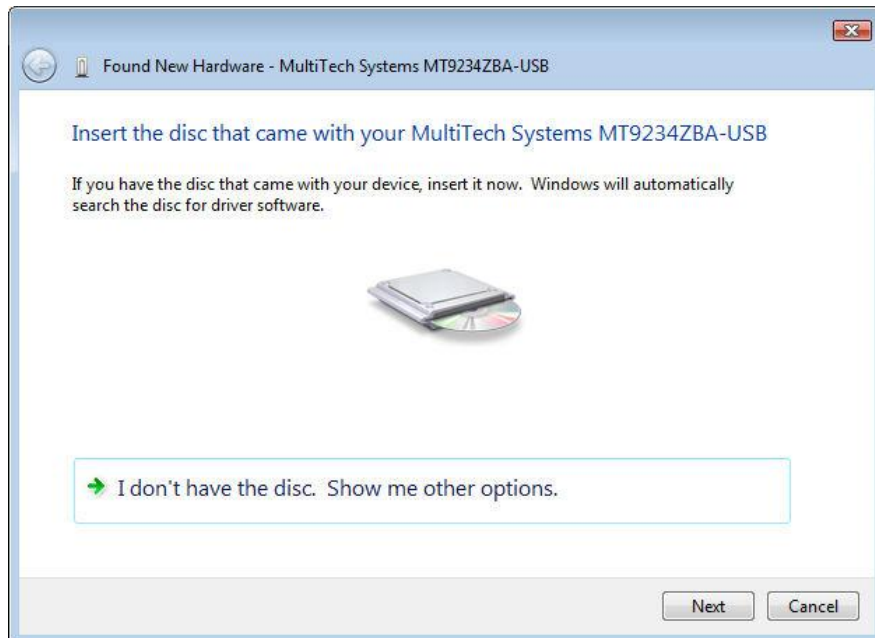 Found New Hardware - MultiTech Systems MT9234ZBA-USB
Insert the disc that came with your MultiTech Systems MT9234ZBA-USB
If you have the disc that came with your device, insert it now.  Windows will automatically
search the disc for driver software.
I don't have the disc.  Show me other options.
Next
Cancel